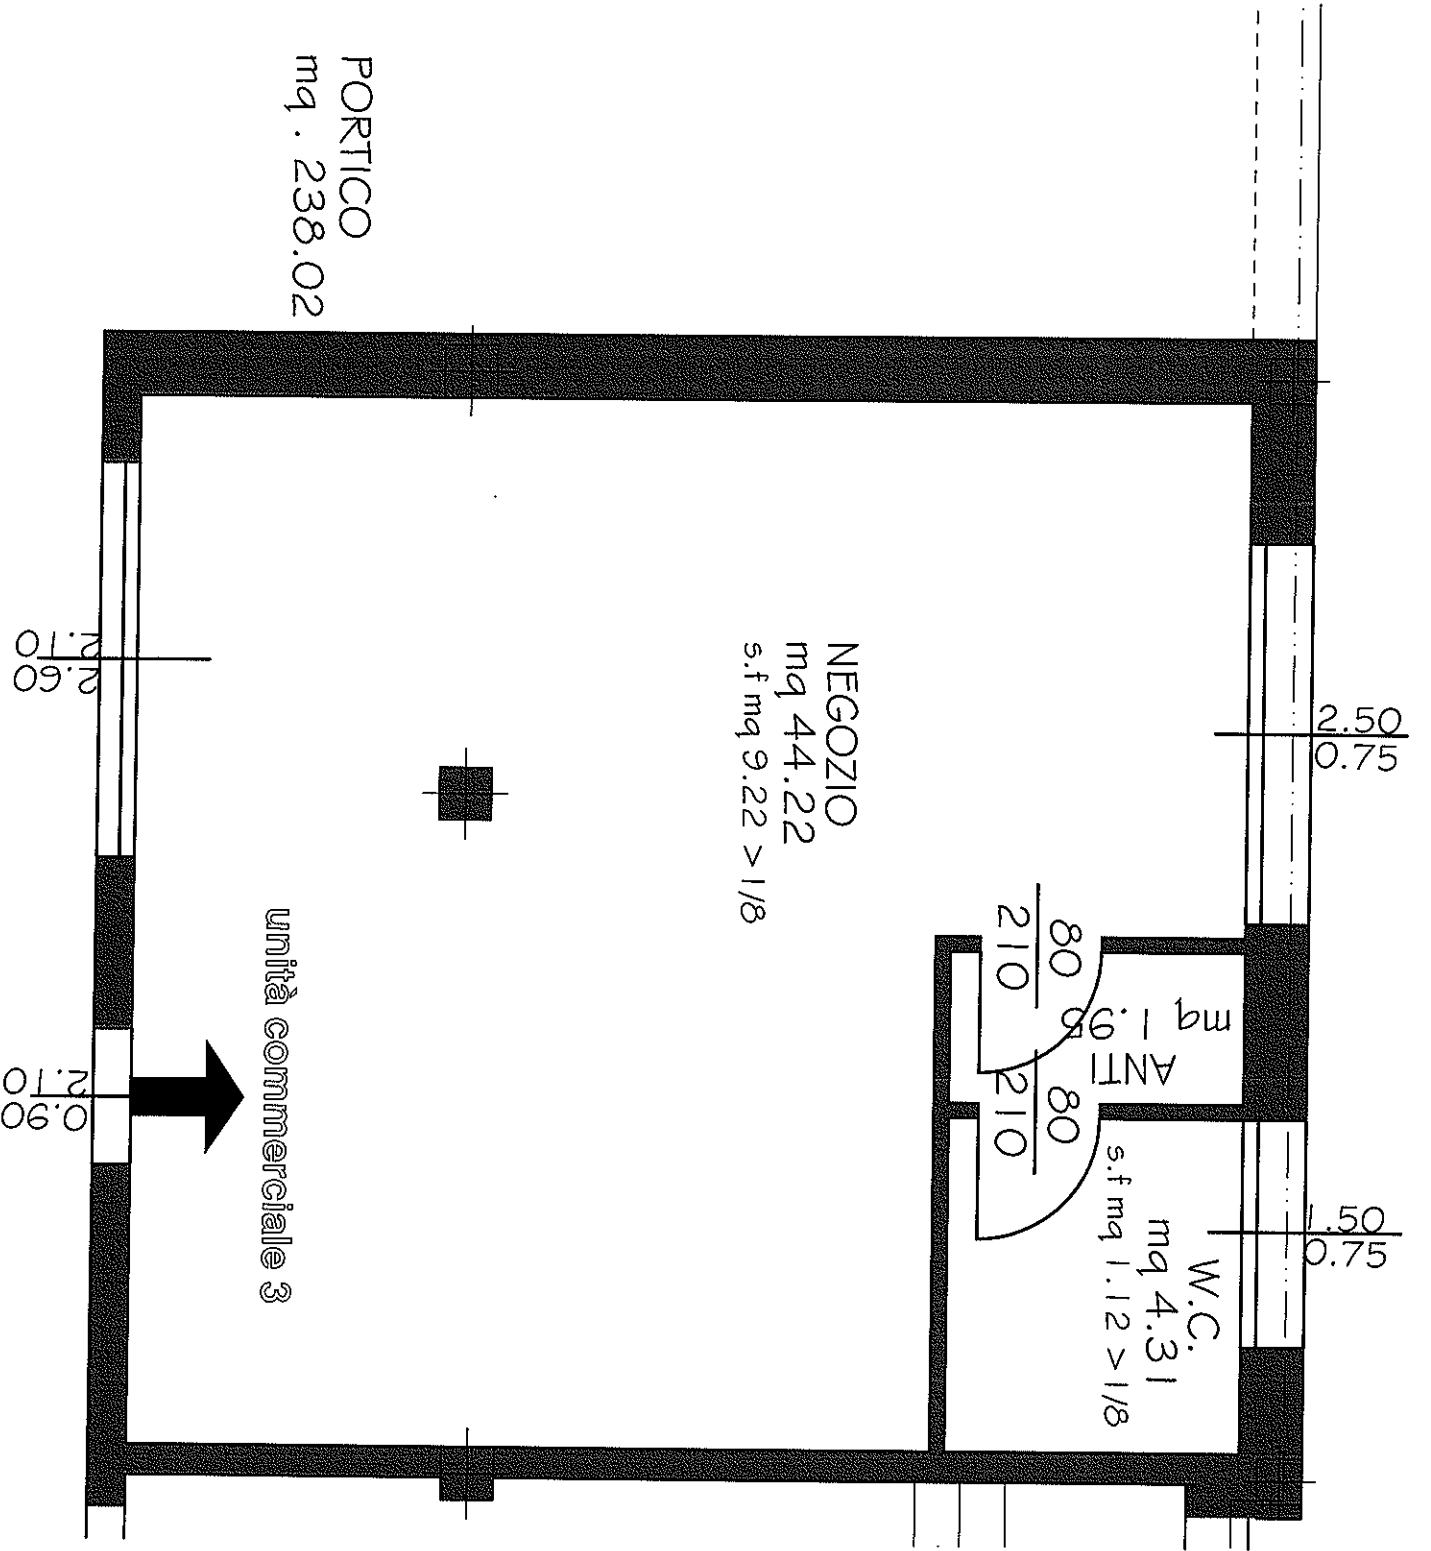 PORTICO
mq. 238.02
NEGOZIO
mq 44.22
s.f mq 9.22 > 1/8
unità commerciale 3
80
210
ANTI
mq 1.95
80
210
W.C.
mq 4.31
s.f mq 1.12 > 1/8
2.50
0.75
1.50
0.75
2.60
2.10
0.90
2.10